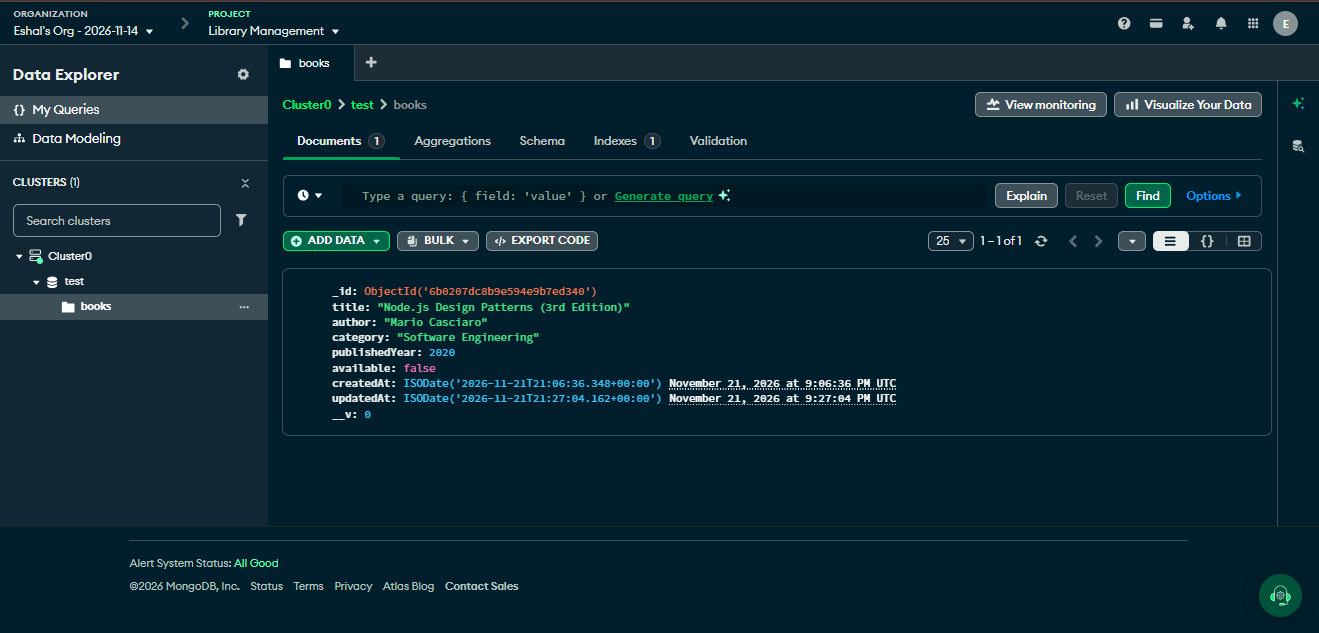 ORGANIZATION
Eshal's Org - 2026-11-14
PROJECT
Library Management
E
Data Explorer
{} My Queries
Data Modeling
CLUSTERS (1)
Search clusters
Cluster0
test
books
books
Cluster0 > test > books
View monitoring
Visualize Your Data
Documents 1
Aggregations
Schema
Indexes 1
Validation
Type a query: { field: 'value' } or Generate query
Explain
Reset
Find
Options
ADD DATA
BULK
</> EXPORT CODE
25
1 – 1 of 1
{}
_id: ObjectId('6b0207dc8b9e594e9b7ed340')
title: "Node.js Design Patterns (3rd Edition)"
author: "Mario Casciaro"
category: "Software Engineering"
publishedYear: 2020
available: false
createdAt: ISODate('2026-11-21T21:06:36.348+00:00') November 21, 2026 at 9:06:36 PM UTC
updatedAt: ISODate('2026-11-21T21:27:04.162+00:00') November 21, 2026 at 9:27:04 PM UTC
__v: 0
Alert System Status: All Good
©2026 MongoDB, Inc. Status Terms Privacy Atlas Blog Contact Sales